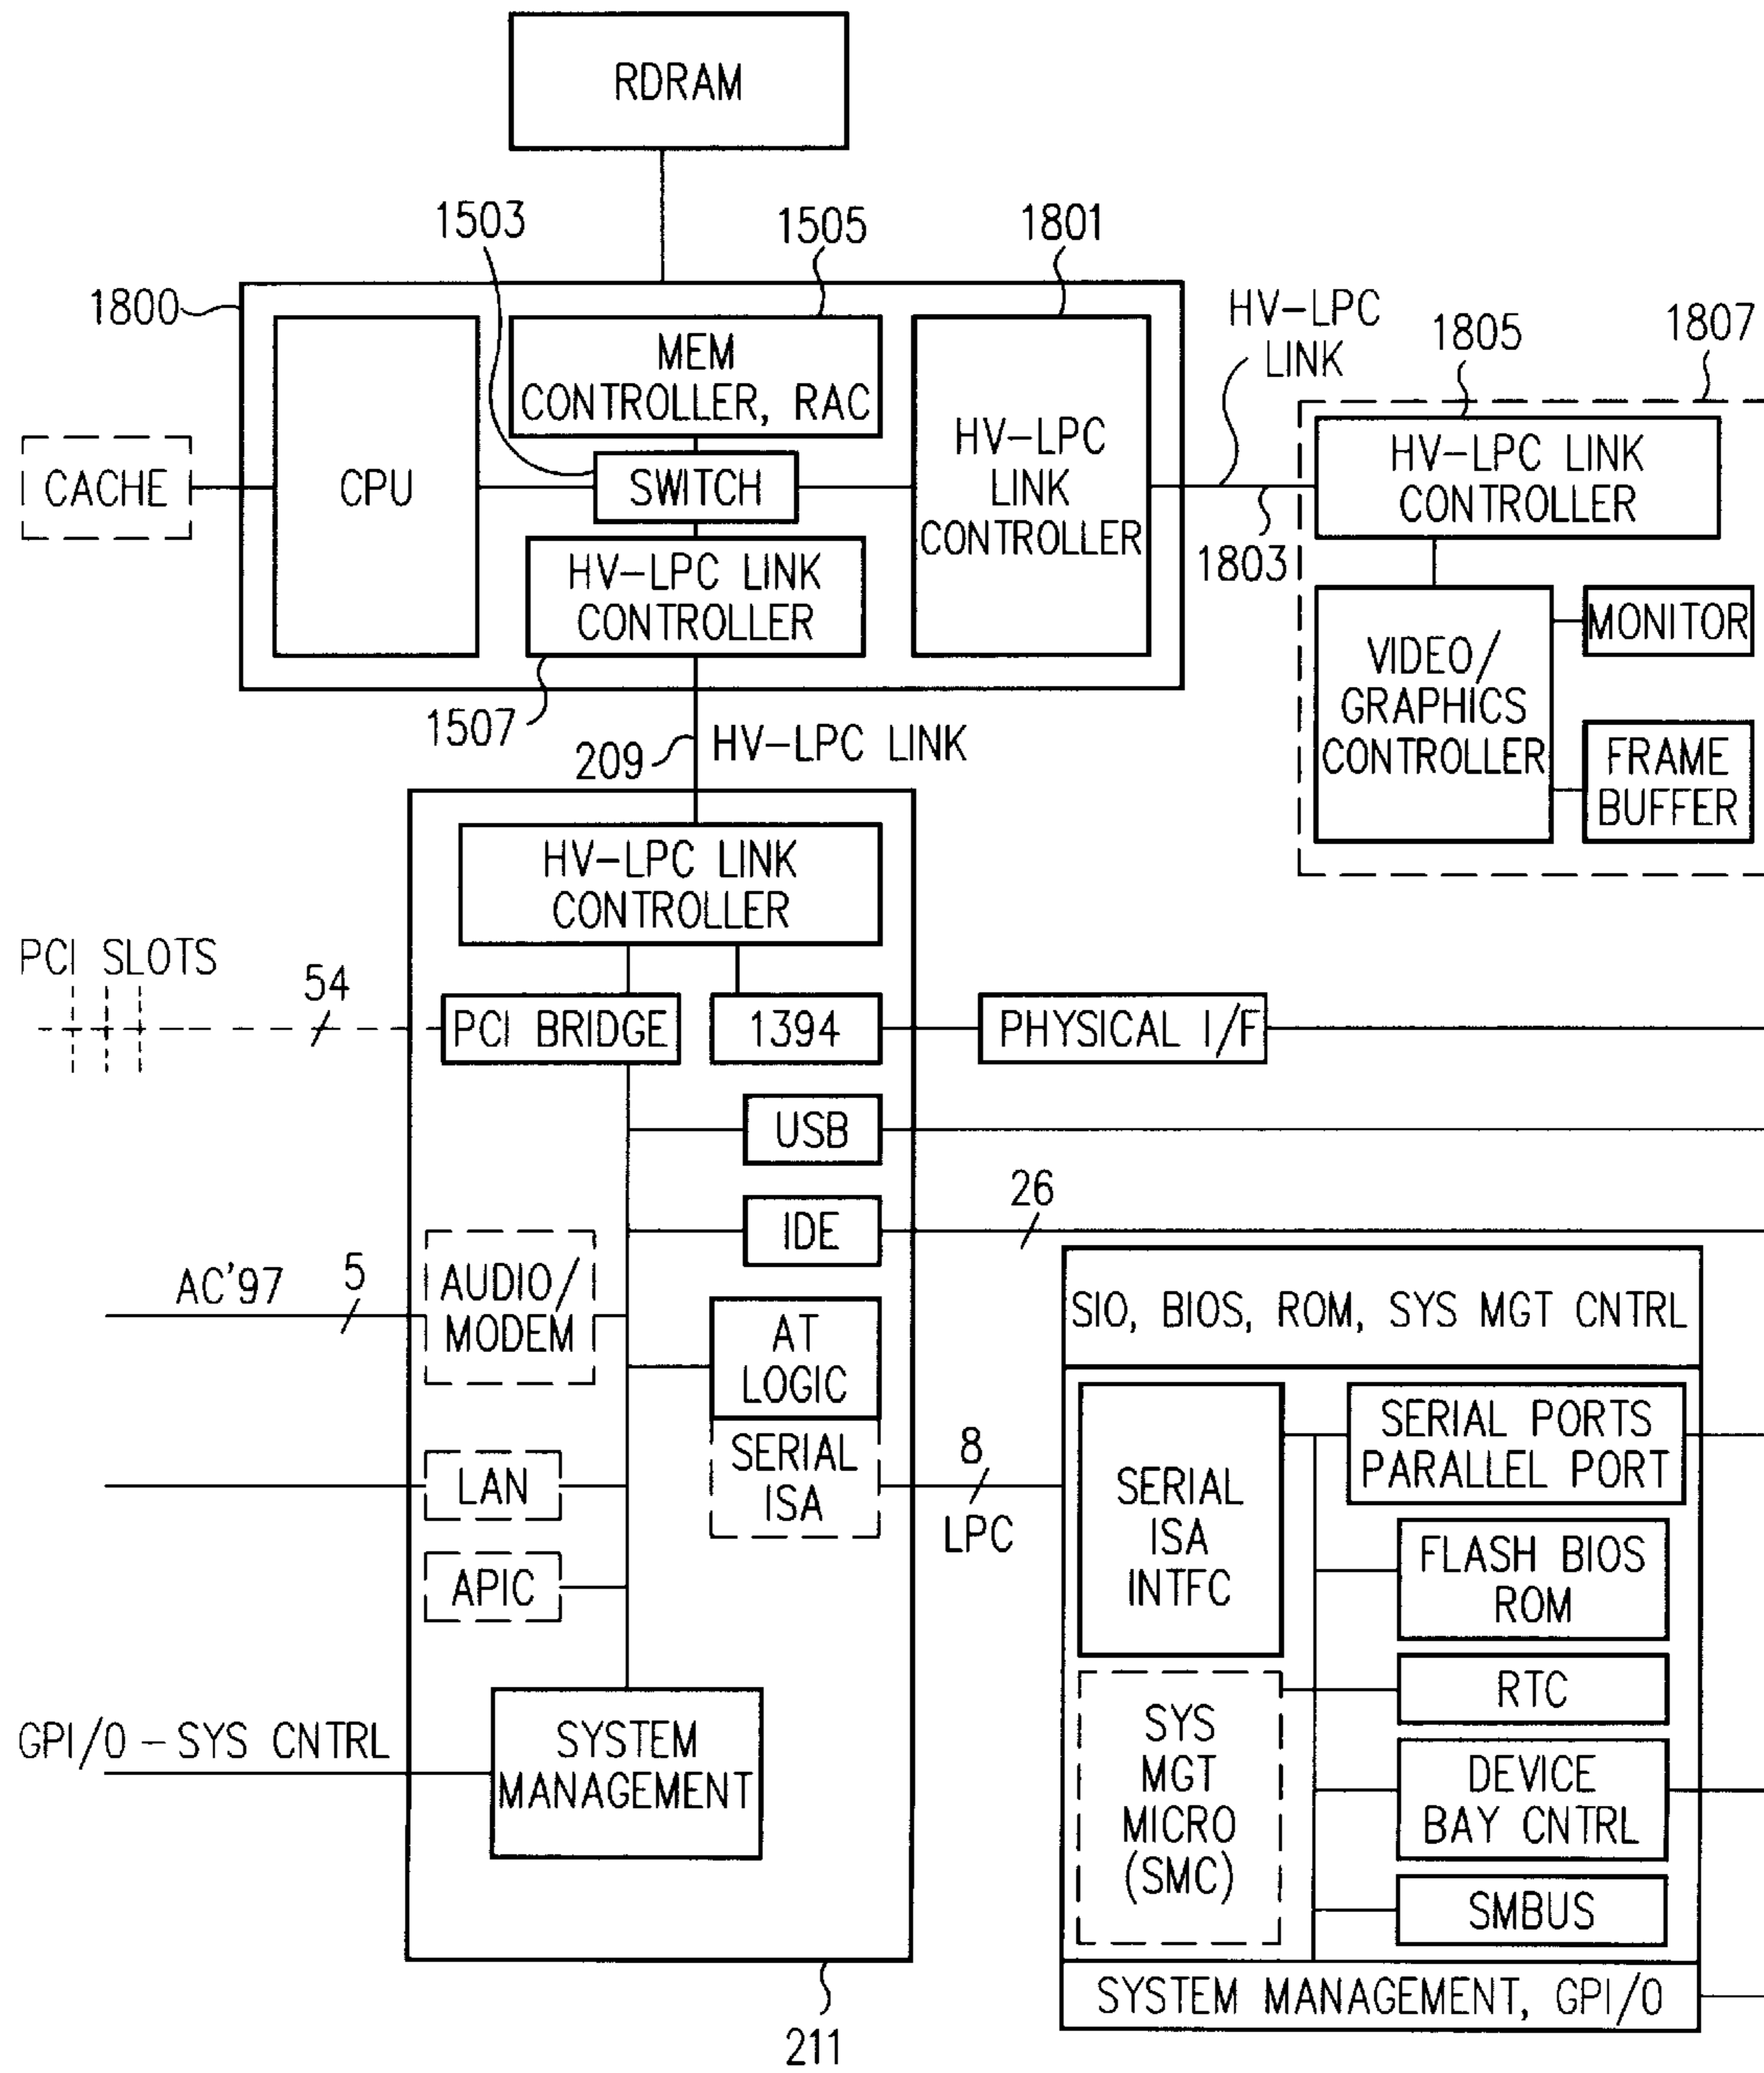 RDRAM
1503
1505
1801
1800
HV-LPC
LINK
1805
1807
MEM
CONTROLLER, RAC
CACHE
CPU
SWITCH
HV-LPC
LINK
CONTROLLER
HV-LPC LINK
CONTROLLER
1803
HV-LPC LINK
CONTROLLER
MONITOR
VIDEO/
GRAPHICS
CONTROLLER
FRAME
BUFFER
1507
209
HV-LPC LINK
HV-LPC LINK
CONTROLLER
PCI SLOTS
54
PCI BRIDGE
1394
PHYSICAL I/F
USB
26
IDE
AC'97
5
AUDIO/
MODEM
AT
LOGIC
SERIAL
ISA
8
LPC
LAN
APIC
GPI/O – SYS CNTRL
SYSTEM
MANAGEMENT
211
SIO, BIOS, ROM, SYS MGT CNTRL
SERIAL
ISA
INTFC
SERIAL PORTS
PARALLEL PORT
FLASH BIOS
ROM
RTC
SYS
MGT
MICRO
(SMC)
DEVICE
BAY CNTRL
SMBUS
SYSTEM MANAGEMENT, GPI/O